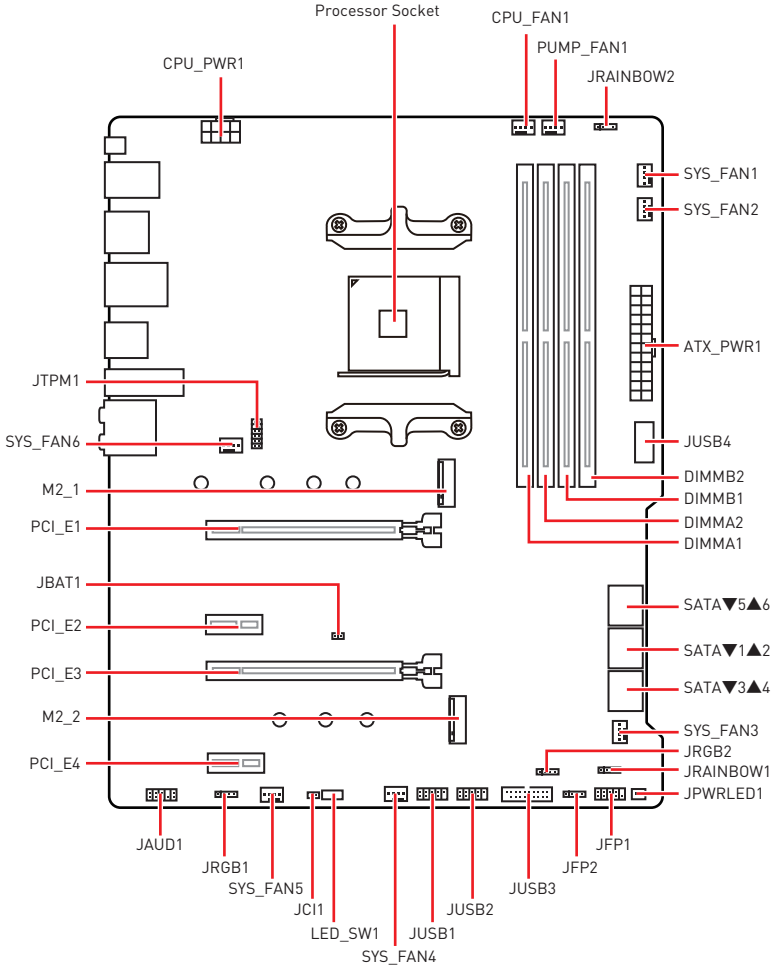 Processor Socket
CPU_FAN1
PUMP_FAN1
CPU_PWR1
JRAINBOW2
SYS_FAN1
SYS_FAN2
ATX_PWR1
JTPM1
SYS_FAN6
JUSB4
DIMMB2
M2_1
DIMMB1
PCI_E1
DIMMA2
DIMMA1
JBAT1
SATA▼5▲6
PCI_E2
SATA▼1▲2
PCI_E3
SATA▼3▲4
M2_2
SYS_FAN3
JRGB2
PCI_E4
JRAINBOW1
JPWRLED1
JAUD1
JFP1
JRGB1
JFP2
SYS_FAN5
JUSB3
JCI1
JUSB2
LED_SW1
JUSB1
SYS_FAN4